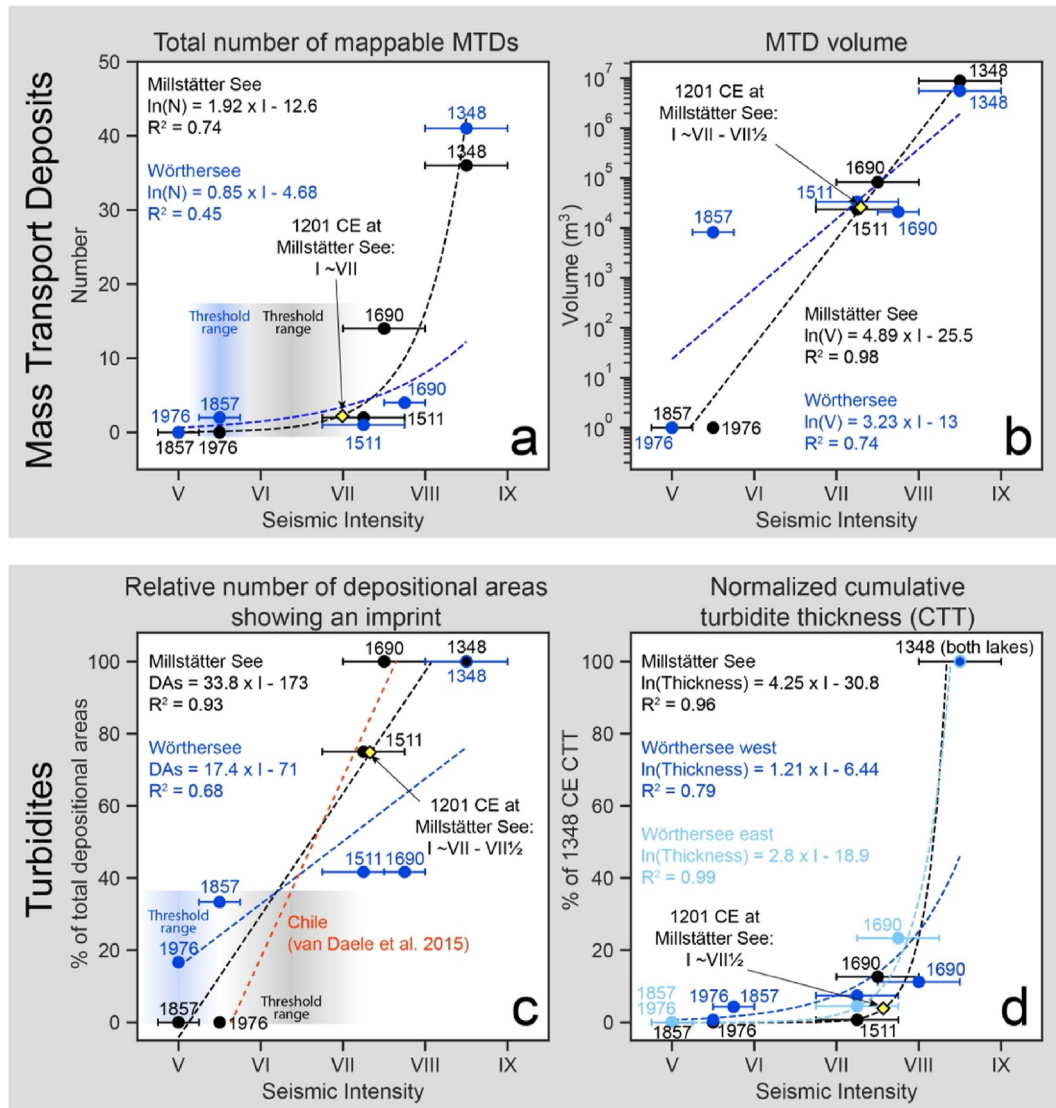 Mass Transport Deposits
Total number of mappable MTDs
Number
50
40
30
20
10
0
Millstätter See
ln(N) = 1.92 x I - 12.6
R² = 0.74
Wörthersee
ln(N) = 0.85 x I - 4.68
R² = 0.45
1201 CE at
Millstätter See:
I ~VII
1348
1348
1690
Threshold
range
Threshold
range
1976
1857
1690
1511
1857
1976
1511
a
V
VI
VII
VIII
IX
Seismic Intensity
MTD volume
Volume (m³)
10⁷
10⁶
10⁵
10⁴
10³
10²
10¹
10⁰
1201 CE at
Millstätter See:
I ~VII - VII½
1348
1348
1690
1511
1857
1511
1690
Millstätter See
ln(V) = 4.89 x I - 25.5
R² = 0.98
Wörthersee
ln(V) = 3.23 x I - 13
R² = 0.74
1857
1976
1976
b
V
VI
VII
VIII
IX
Seismic Intensity
Turbidites
Relative number of depositional areas
showing an imprint
% of total depositional areas
100
80
60
40
20
0
Millstätter See
DAs = 33.8 x I - 173
R² = 0.93
Wörthersee
DAs = 17.4 x I - 71
R² = 0.68
1690
1348
1348
1511
1201 CE at
Millstätter See:
I ~VII - VII½
1511
1690
1857
Threshold
range
1976
Chile
(van Daele et al. 2015)
Threshold
range
1857
1976
c
V
VI
VII
VIII
IX
Seismic Intensity
Normalized cumulative
turbidite thickness (CTT)
% of 1348 CE CTT
100
80
60
40
20
0
1348 (both lakes)
Millstätter See
ln(Thickness) = 4.25 x I - 30.8
R² = 0.96
Wörthersee west
ln(Thickness) = 1.21 x I - 6.44
R² = 0.79
Wörthersee east
ln(Thickness) = 2.8 x I - 18.9
R² = 0.99
1201 CE at
Millstätter See:
I ~VII½
1690
1690
1690
1857
1976
1976
1857
1857
1976
1511
d
V
VI
VII
VIII
IX
Seismic Intensity